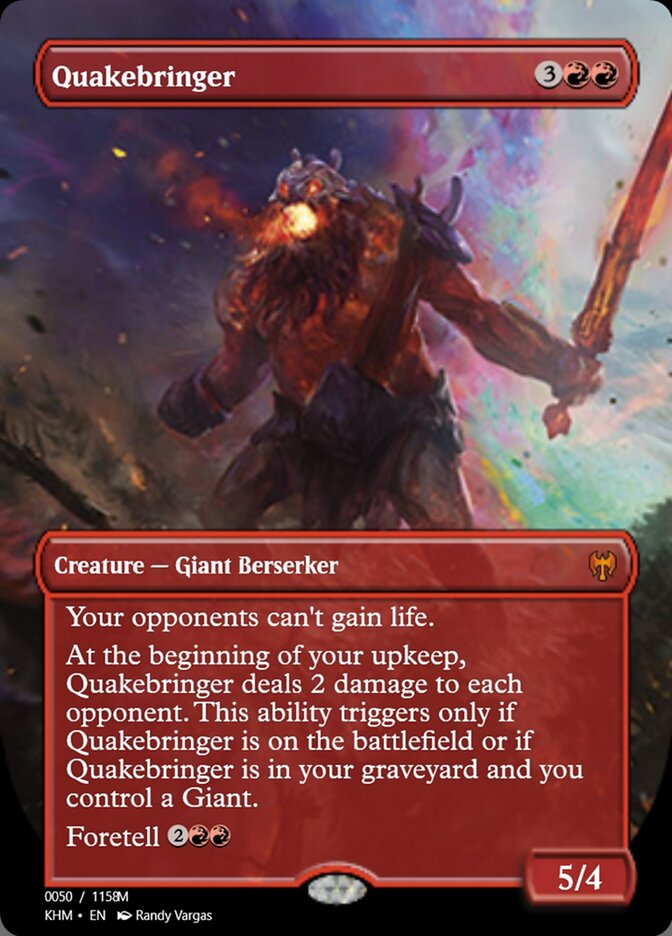 Quakebringer 3
Creature — Giant Berserker
Your opponents can't gain life.
At the beginning of your upkeep,
Quakebringer deals 2 damage to each
opponent. This ability triggers only if
Quakebringer is on the battlefield or if
Quakebringer is in your graveyard and you
control a Giant.
Foretell 2
5/4
0050 / 1158M
KHM • EN Randy Vargas